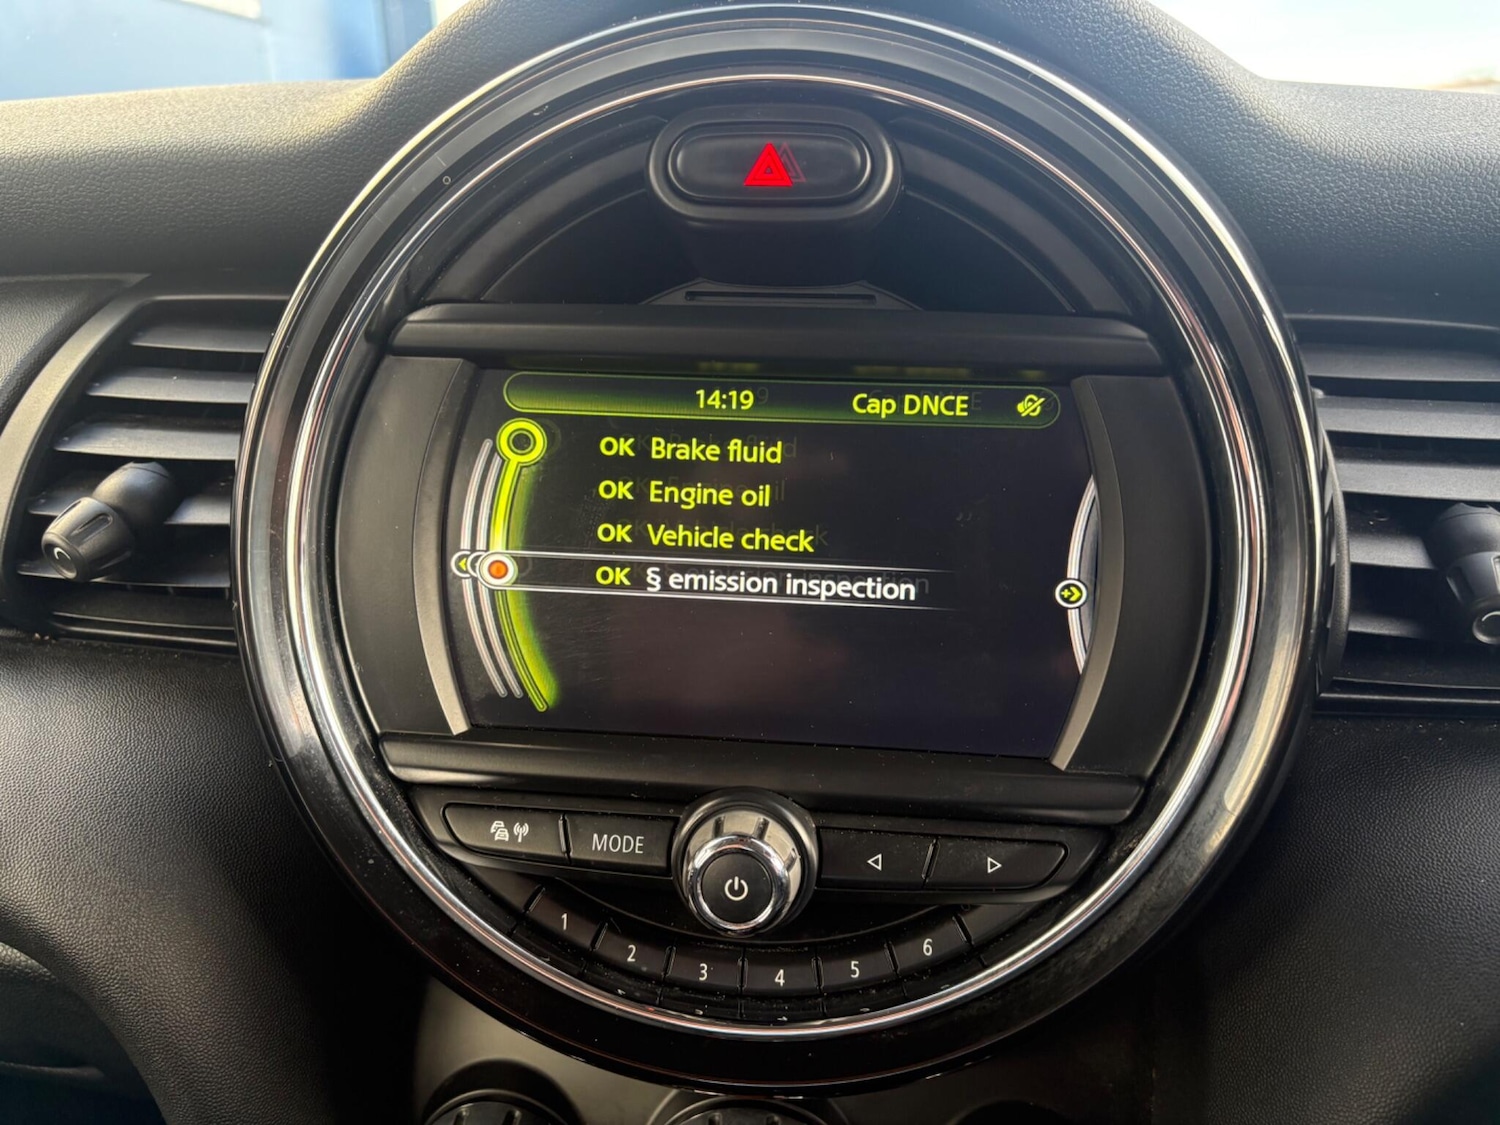 14:19 Cap DNCE
OK Brake fluid
OK Engine oil
OK Vehicle check
OK § emission inspection
MODE
1 2 3 4 5 6